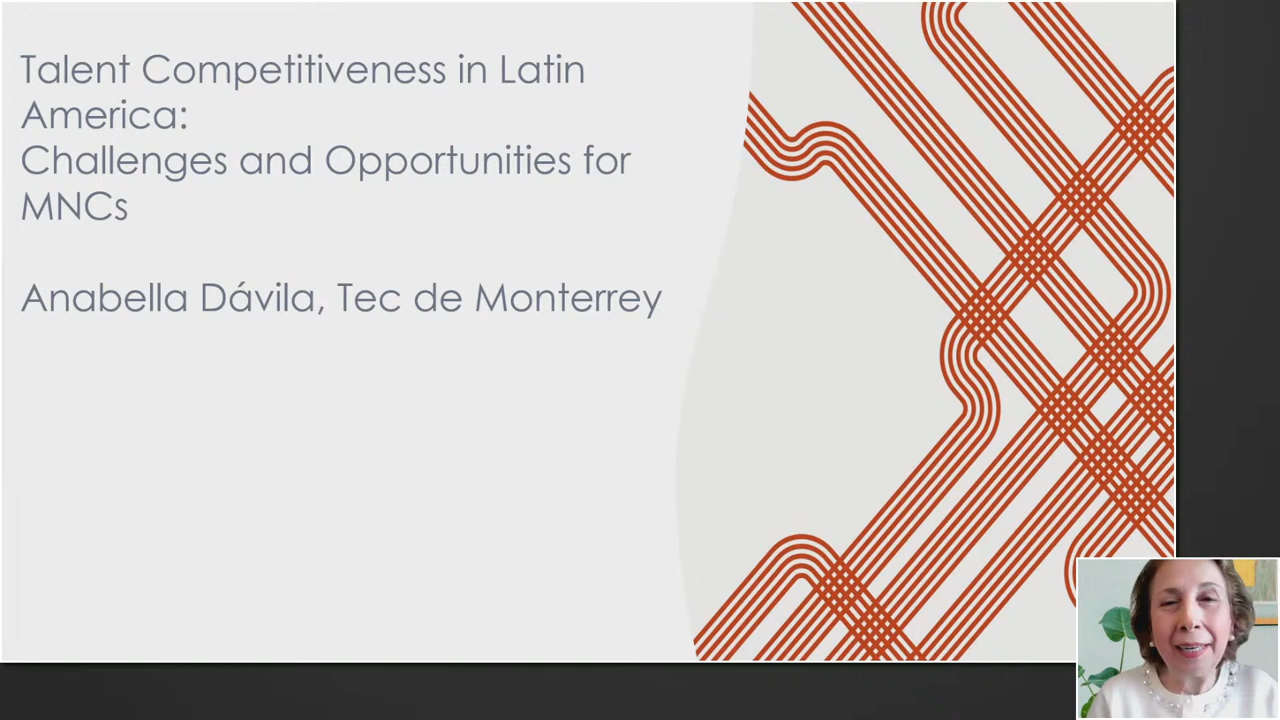 Talent Competitiveness in Latin
America:
Challenges and Opportunities for
MNCs
Anabella Dávila, Tec de Monterrey